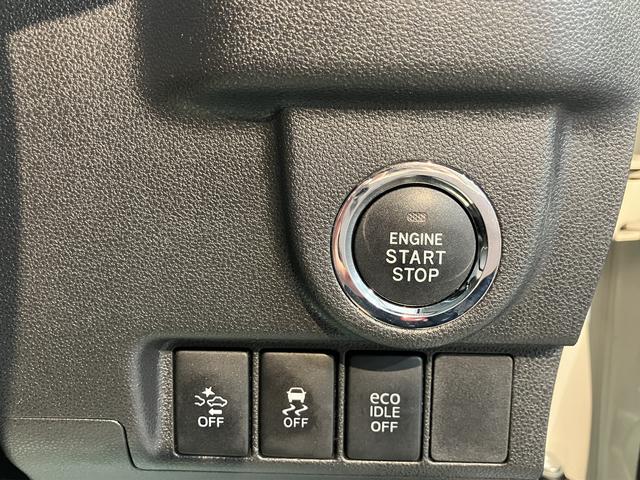 ENGINE
START
STOP
OFF
OFF
eco
IDLE
OFF